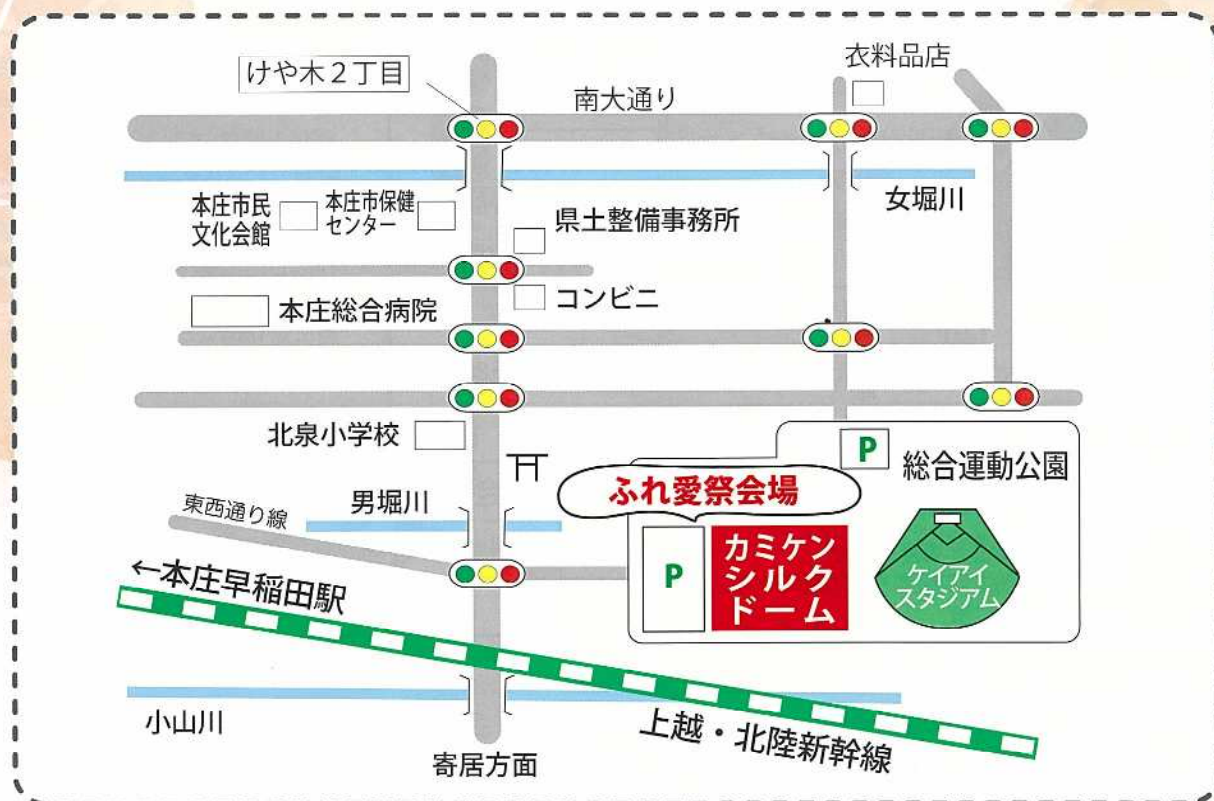 衣料品店
けや木２丁目
南大通り
女堀川
本庄市民
文化会館
本庄市保健
センター
県土整備事務所
コンビニ
本庄総合病院
北泉小学校
P
総合運動公園
ふれ愛祭会場
男堀川
東西通り線
P
カミケン
シルク
ドーム
ケイアイ
スタジアム
←本庄早稲田駅
小山川
上越・北陸新幹線
寄居方面